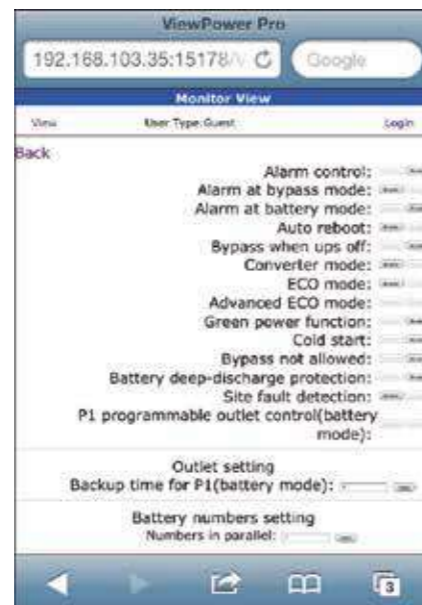 ViewPower Pro
192.168.103.35:15178/ Google
Monitor View
View User Type:Guest Login
Back
Alarm control:
Alarm at bypass mode:
Alarm at battery mode:
Auto reboot:
Bypass when ups off:
Converter mode:
ECO mode:
Advanced ECO mode:
Green power function:
Cold start:
Bypass not allowed:
Battery deep-discharge protection:
Site fault detection:
P1 programmable outlet control(battery
mode):
Outlet setting
Backup time for P1(battery mode):
Battery numbers setting
Numbers in parallel:
3